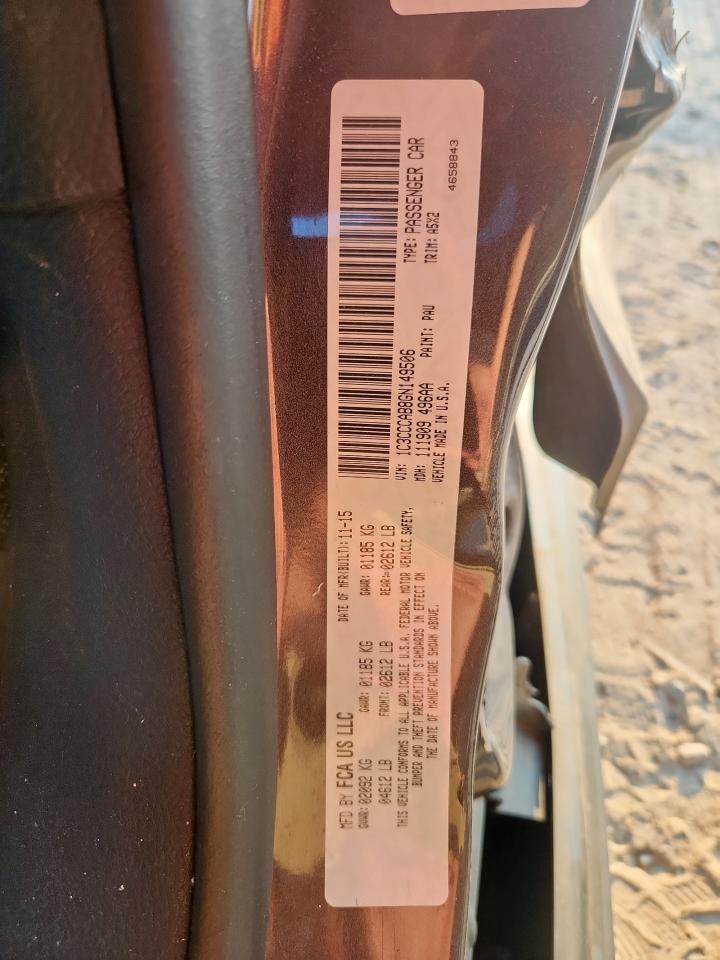 MFD BY FCA US LLC DATE OF MFR(BUILT): 11-15
GVWR: 02092 KG GAWR: 01185 KG GAWR: 01185 KG
04612 LB FRONT: 02612 LB REAR: 02612 LB
THIS VEHICLE CONFORMS TO ALL APPLICABLE U.S.A. FEDERAL MOTOR VEHICLE SAFETY,
BUMPER AND THEFT PREVENTION STANDARDS IN EFFECT ON
THE DATE OF MANUFACTURE SHOWN ABOVE.
VIN: 1C3CCCAB8GN149506 TYPE: PASSENGER CAR
MDH: 111909 496AA PAINT: PAU TRIM: A5X2
VEHICLE MADE IN U.S.A.
4658843